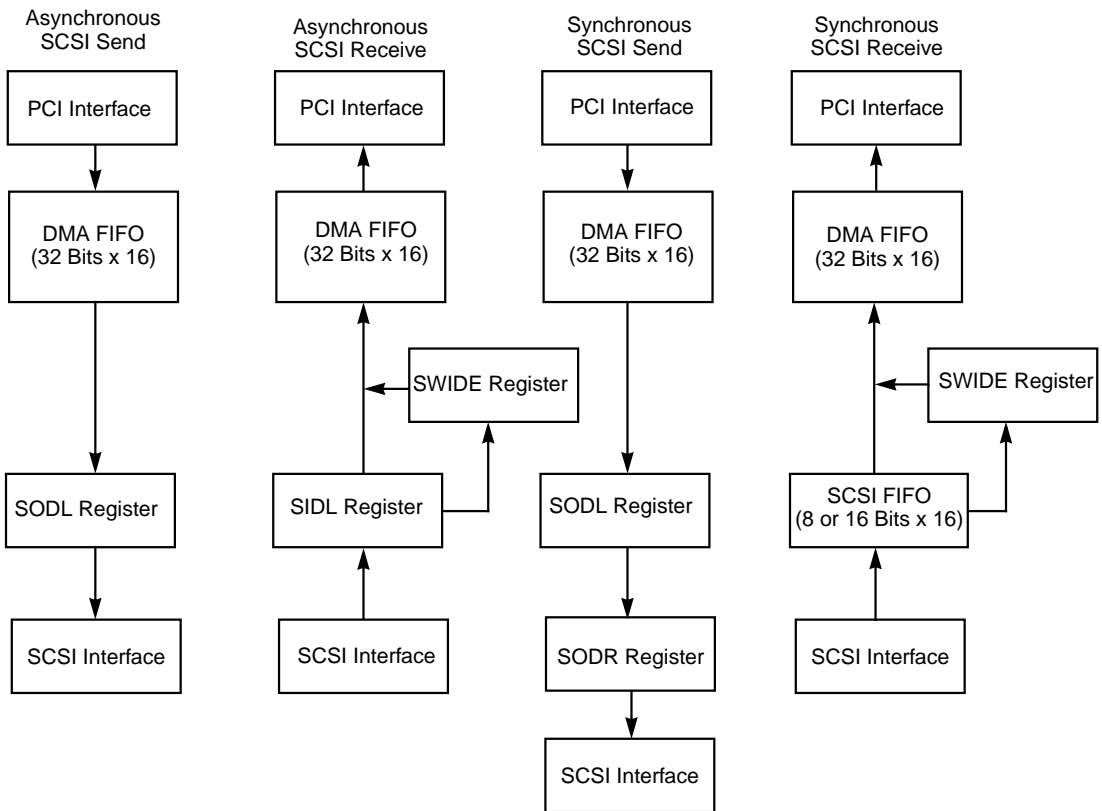 Asynchronous
SCSI Send
PCI Interface
DMA FIFO
(32 Bits x 16)
SODL Register
SCSI Interface
Asynchronous
SCSI Receive
PCI Interface
DMA FIFO
(32 Bits x 16)
SWIDE Register
SIDL Register
SCSI Interface
Synchronous
SCSI Send
PCI Interface
DMA FIFO
(32 Bits x 16)
SODL Register
SODR Register
SCSI Interface
Synchronous
SCSI Receive
PCI Interface
DMA FIFO
(32 Bits x 16)
SWIDE Register
SCSI FIFO
(8 or 16 Bits x 16)
SCSI Interface